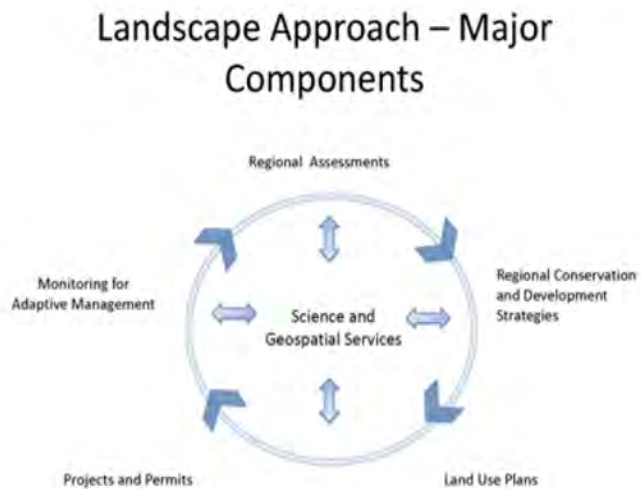 Landscape Approach – Major
Components
Regional Assessments
Monitoring for
Adaptive Management
Science and
Geospatial Services
Regional Conservation
and Development
Strategies
Projects and Permits
Land Use Plans